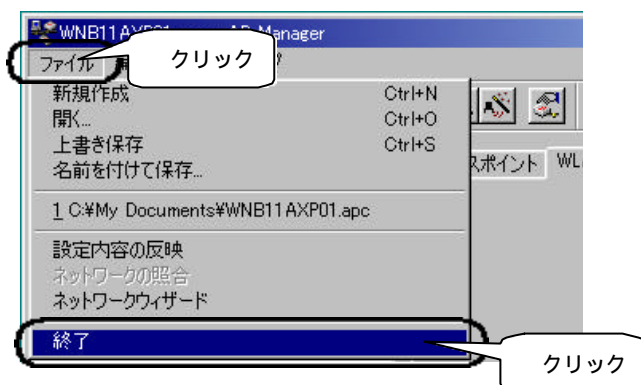 WNB11AXP01 AP Manager
ファイル
クリック
新規作成 Ctrl+N
開く... Ctrl+O
上書き保存 Ctrl+S
名前を付けて保存...
スポイント WL
1 C:¥My Documents¥WNB11AXP01.apc
設定内容の反映
ネットワークの照合
ネットワークウィザード
終了
クリック